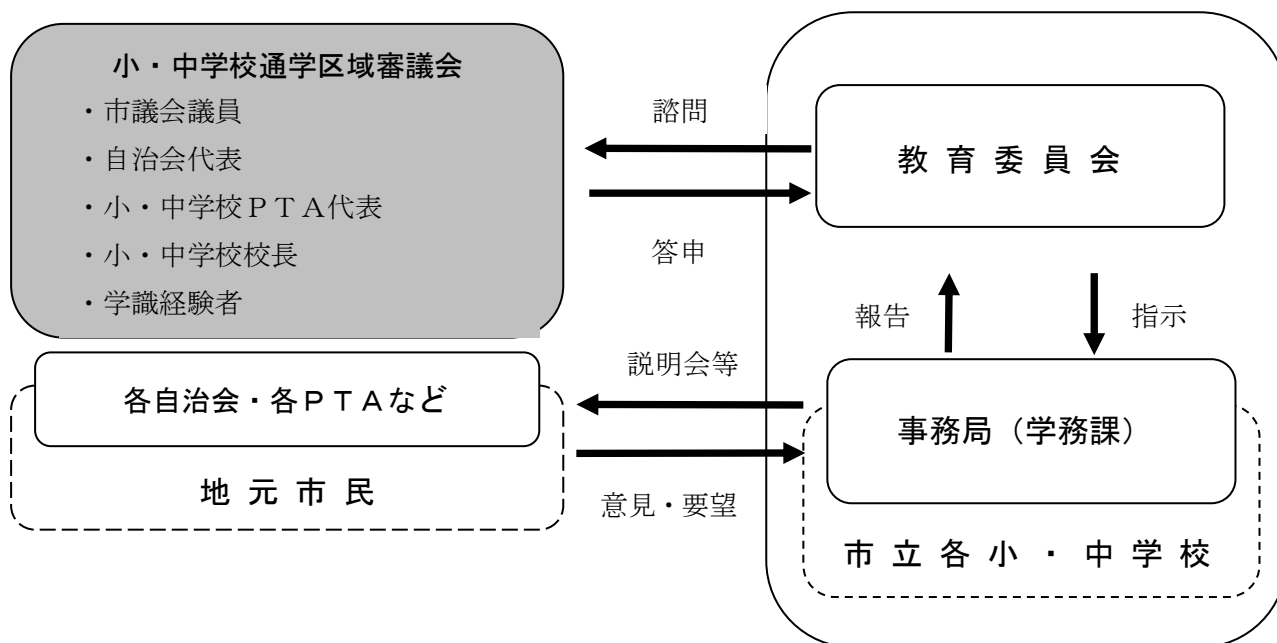 小・中学校通学区域審議会
・市議会議員
・自治会代表
・小・中学校ＰＴＡ代表
・小・中学校校長
・学識経験者
諮問
答申
教育委員会
報告
指示
説明会等
意見・要望
各自治会・各ＰＴＡなど
地元市民
事務局（学務課）
市立各小・中学校